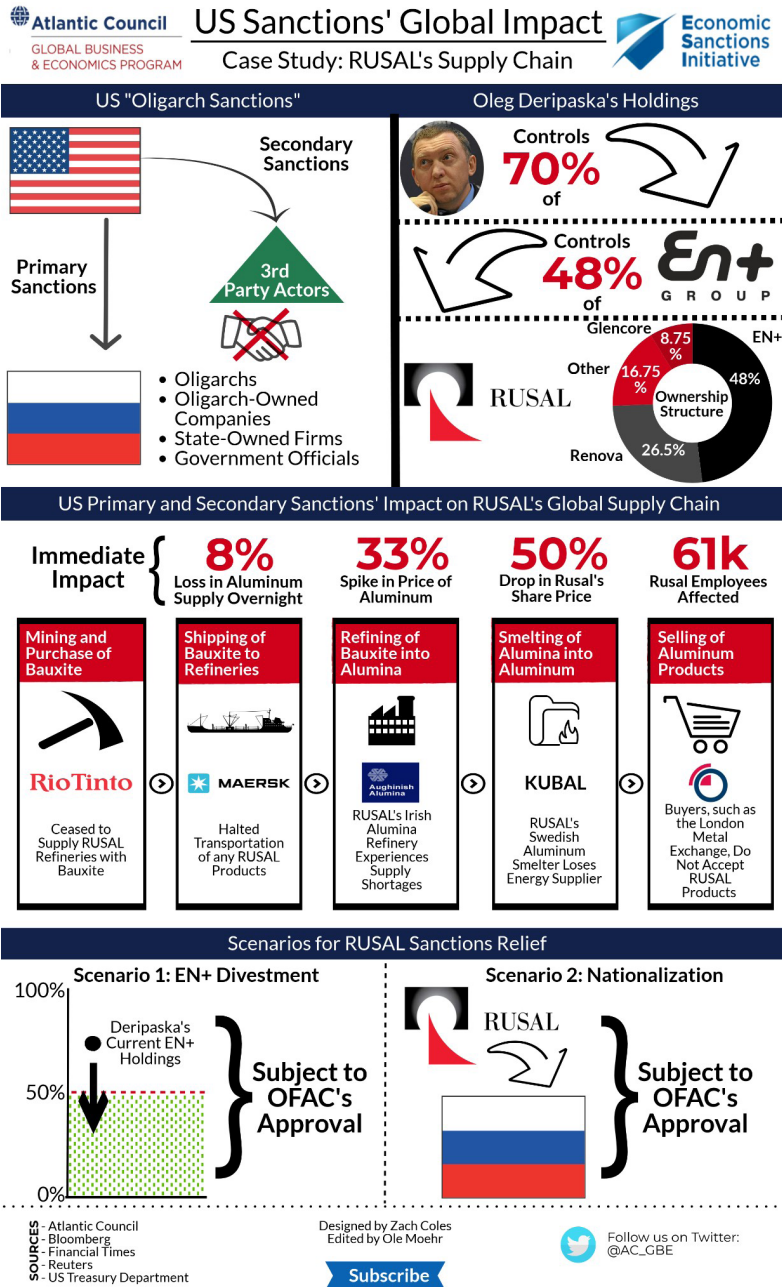 Atlantic Council
GLOBAL BUSINESS
& ECONOMICS PROGRAM
US Sanctions' Global Impact
Case Study: RUSAL's Supply Chain
Economic
Sanctions
Initiative
US "Oligarch Sanctions"
Secondary
Sanctions
Primary
Sanctions
3rd
Party Actors
• Oligarchs
• Oligarch-Owned
Companies
• State-Owned Firms
• Government Officials
Oleg Deripaska's Holdings
Controls
70%
of
Controls
48%
of
En+
GROUP
RUSAL
Glencore
8.75
%
EN+
48%
Other
16.75
%
Ownership
Structure
Renova
26.5%
US Primary and Secondary Sanctions' Impact on RUSAL's Global Supply Chain
Immediate
Impact
8%
Loss in Aluminum
Supply Overnight
33%
Spike in Price of
Aluminum
50%
Drop in Rusal's
Share Price
61k
Rusal Employees
Affected
Mining and
Purchase of
Bauxite
RioTinto
Ceased to
Supply RUSAL
Refineries with
Bauxite
Shipping of
Bauxite to
Refineries
MAERSK
Halted
Transportation
of any RUSAL
Products
Refining of
Bauxite into
Alumina
Aughinish
Alumina
RUSAL's Irish
Alumina
Refinery
Experiences
Supply
Shortages
Smelting of
Alumina into
Aluminum
KUBAL
RUSAL's
Swedish
Aluminum
Smelter Loses
Energy Supplier
Selling of
Aluminum
Products
Buyers, such as
the London
Metal
Exchange, Do
Not Accept
RUSAL
Products
Scenarios for RUSAL Sanctions Relief
Scenario 1: EN+ Divestment
100%
50%
0%
Deripaska's
Current EN+
Holdings
Subject to
OFAC's
Approval
Scenario 2: Nationalization
RUSAL
Subject to
OFAC's
Approval
SOURCES
- Atlantic Council
- Bloomberg
- Financial Times
- Reuters
- US Treasury Department
Designed by Zach Coles
Edited by Ole Moehr
Subscribe
Follow us on Twitter:
@AC_GBE